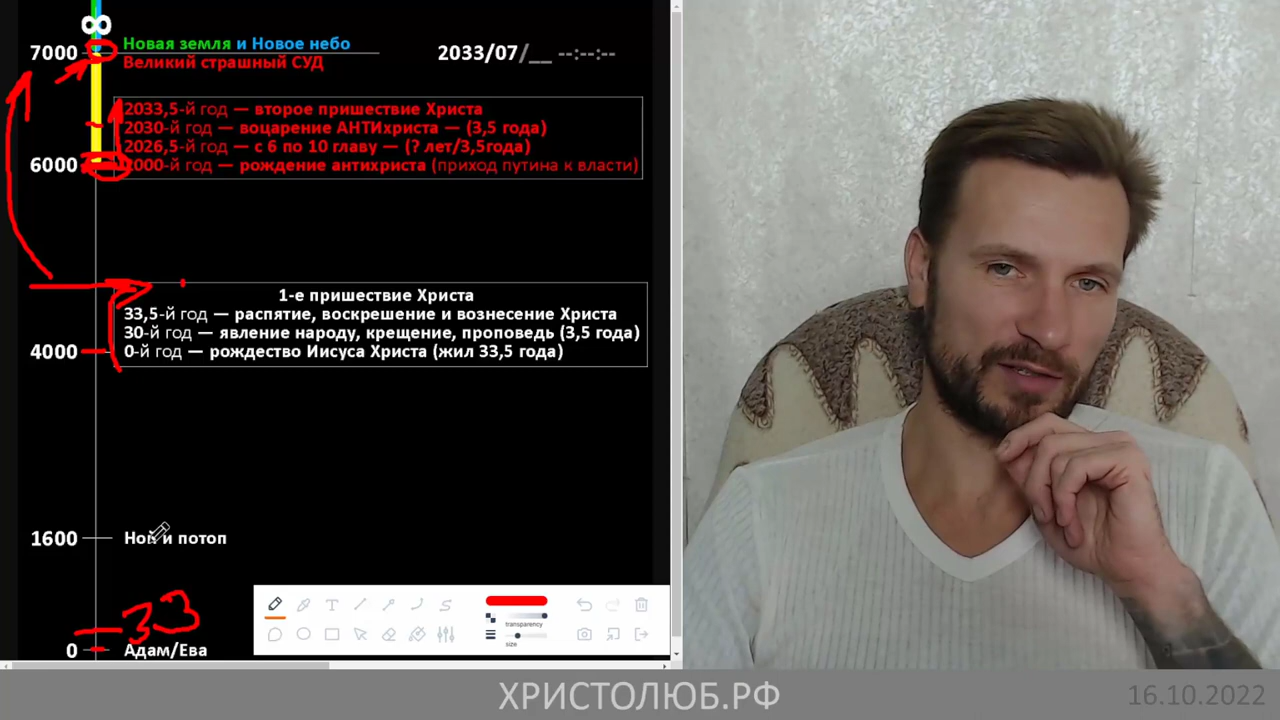 8
7000
Новая земля и Новое небо
Великий страшный СУД
2033/07/__ --:--:--
2033,5-й год — второе пришествие Христа
2030-й год — воцарение АНТИхриста — (3,5 года)
2026,5-й год — с 6 по 10 главу — (? лет/3,5года)
6000
2000-й год — рождение антихриста (приход путина к власти)
1-е пришествие Христа
33,5-й год — распятие, воскрешение и вознесение Христа
30-й год — явление народу, крещение, проповедь (3,5 года)
4000
0-й год — рождество Иисуса Христа (жил 33,5 года)
1600
Ной и потоп
33
0
Адам/Ева
transparency
size
ХРИСТОЛЮБ.РФ
16.10.2022